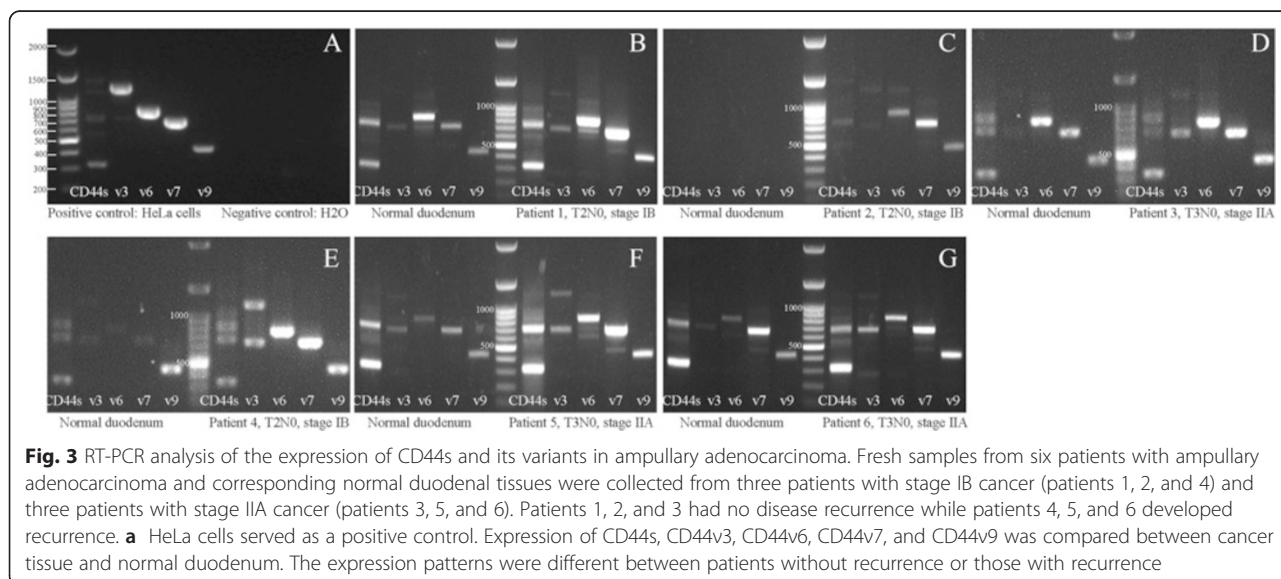 A
2000
1500
1000
900
800
700
600
500
400
300
200
CD44s v3 v6 v7 v9
Positive control: HeLa cells Negative control: H2O
B
1000
500
CD44s v3 v6 v7 v9 CD44s v3 v6 v7 v9
Normal duodenum Patient 1, T2N0, stage IB
C
1000
500
CD44s v3 v6 v7 v9 CD44s v3 v6 v7 v9
Normal duodenum Patient 2, T2N0, stage IB
D
1000
500
CD44s v3 v6 v7 v9 CD44s v3 v6 v7 v9
Normal duodenum Patient 3, T3N0, stage IIA
E
1000
500
CD44s v3 v6 v7 v9 CD44s v3 v6 v7 v9
Normal duodenum Patient 4, T2N0, stage IB
F
1000
500
CD44s v3 v6 v7 v9 CD44s v3 v6 v7 v9
Normal duodenum Patient 5, T3N0, stage IIA
G
1000
500
CD44s v3 v6 v7 v9 CD44s v3 v6 v7 v9
Normal duodenum Patient 6, T3N0, stage IIA
Fig. 3 RT-PCR analysis of the expression of CD44s and its variants in ampullary adenocarcinoma. Fresh samples from six patients with ampullary
adenocarcinoma and corresponding normal duodenal tissues were collected from three patients with stage IB cancer (patients 1, 2, and 4) and
three patients with stage IIA cancer (patients 3, 5, and 6). Patients 1, 2, and 3 had no disease recurrence while patients 4, 5, and 6 developed
recurrence. a HeLa cells served as a positive control. Expression of CD44s, CD44v3, CD44v6, CD44v7, and CD44v9 was compared between cancer
tissue and normal duodenum. The expression patterns were different between patients without recurrence or those with recurrence